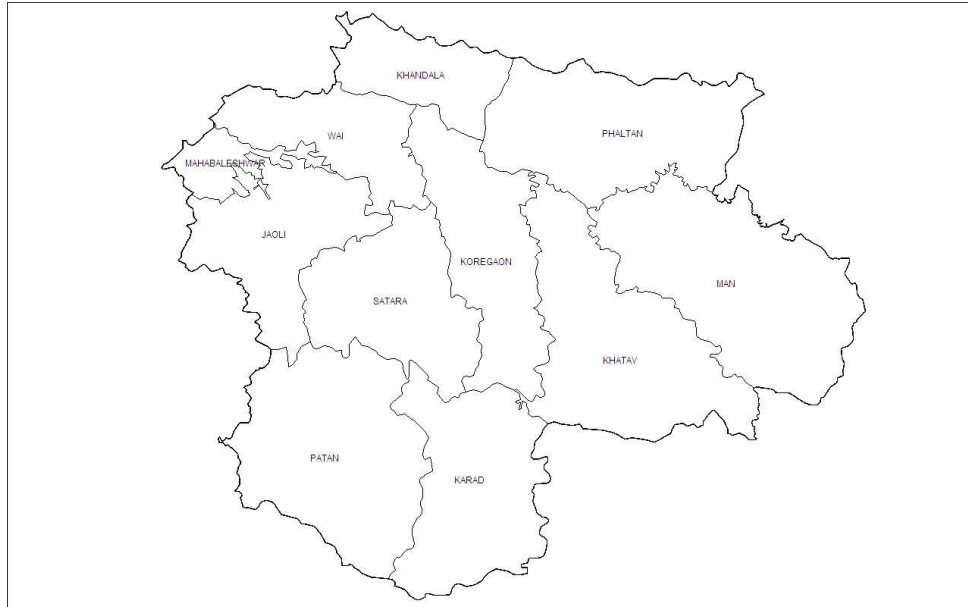 KHANDALA
PHALTAN
WAI
MAHABALESHWAR
JAOLI
KOREGAON
MAN
SATARA
KHATAV
PATAN
KARAD